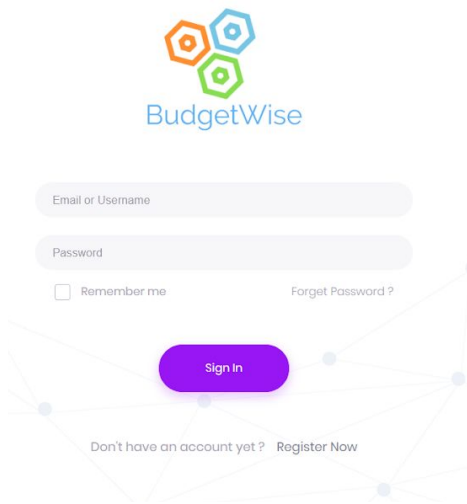 BudgetWise
Email or Username
Password
Remember me Forget Password ?
Sign In
Don't have an account yet ? Register Now